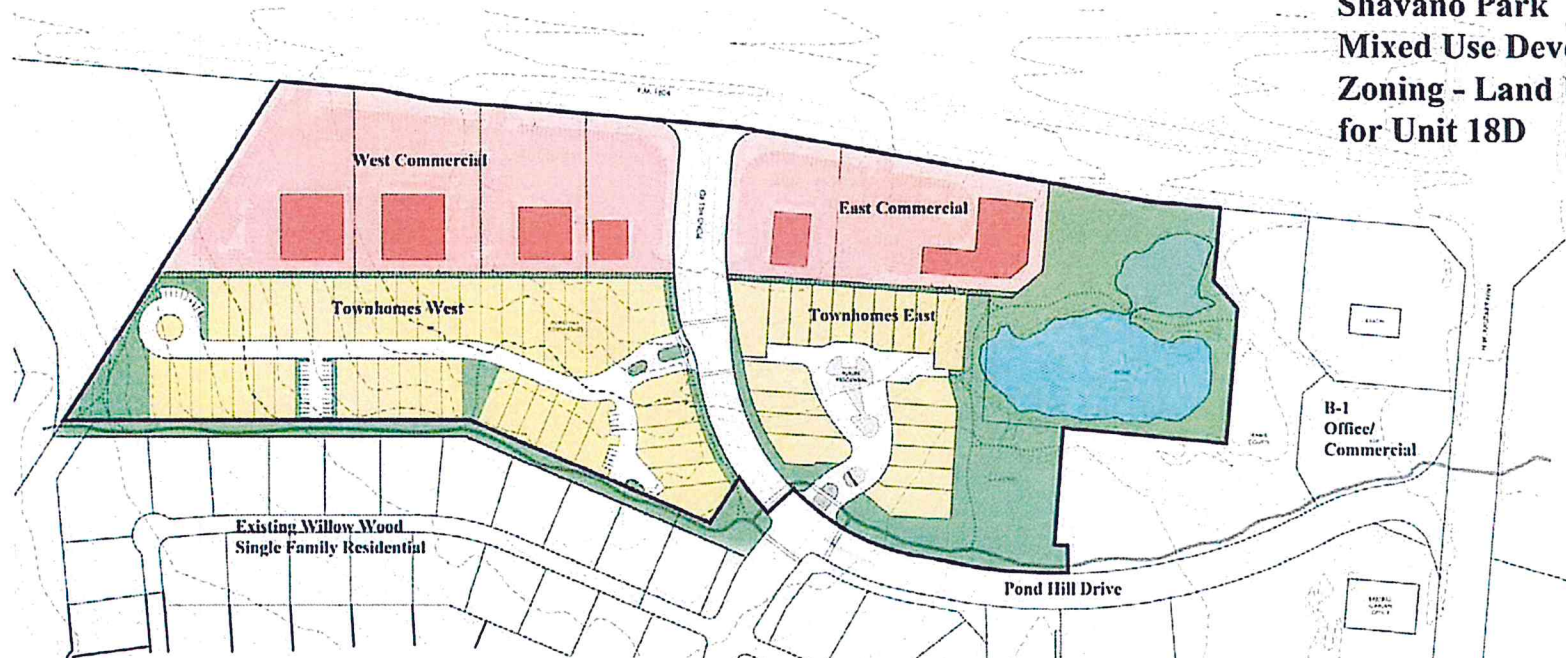 Shavano Park
Mixed Use Deve
Zoning - Land
for Unit 18D
West Commercial
East Commercial
Townhomes West
Townhomes East
B-1
Office/
Commercial
Existing Willow Wood
Single Family Residential
Pond Hill Drive